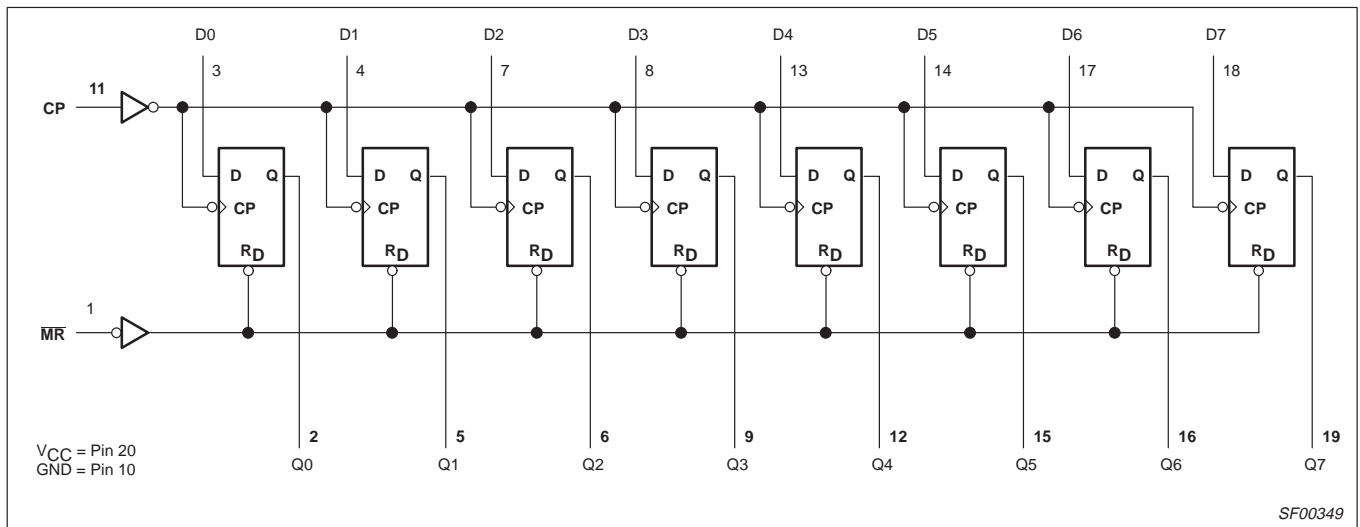 D0 D1 D2 D3 D4 D5 D6 D7
3 4 7 8 13 14 17 18
CP 11
D Q D Q D Q D Q D Q D Q D Q D Q
CP CP CP CP CP CP CP CP
RD RD RD RD RD RD RD RD
MR 1
2 5 6 9 12 15 16 19
Q0 Q1 Q2 Q3 Q4 Q5 Q6 Q7
VCC = Pin 20
GND = Pin 10
SF00349